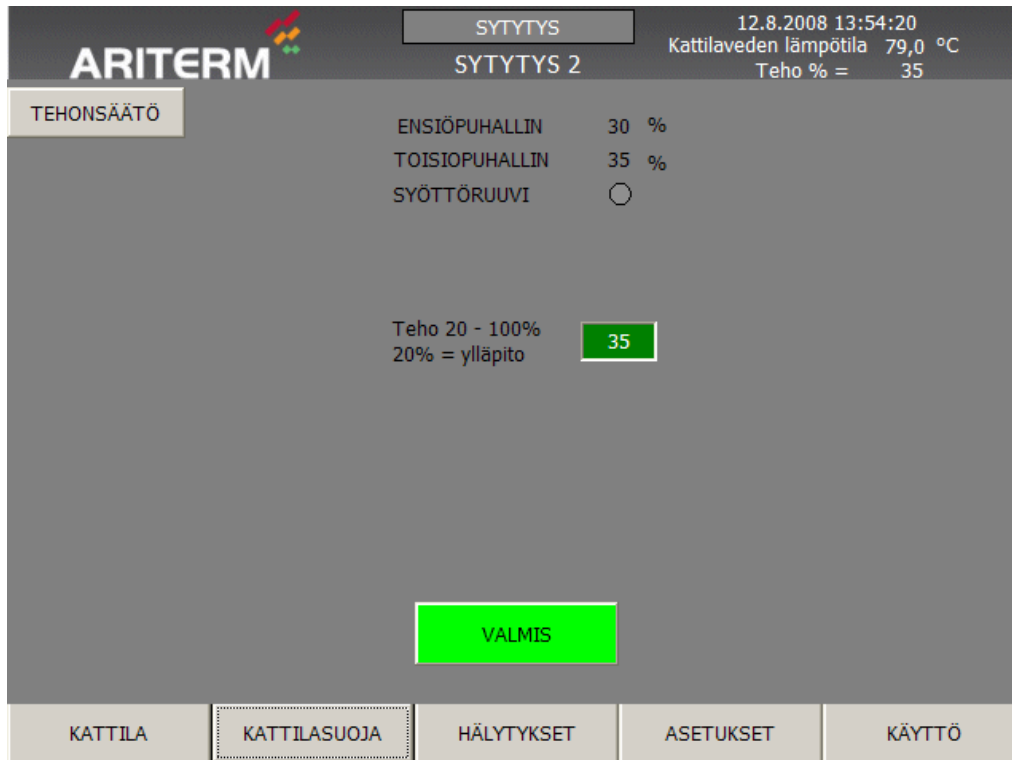 ARITERM
SYTYTYS
SYTYTYS 2
12.8.2008 13:54:20
Kattilaveden lämpötila 79,0 °C
Teho % = 35
TEHONSÄÄTÖ
ENSIÖPUHALLIN 30 %
TOISIOPUHALLIN 35 %
SYÖTTÖRUUVI
Teho 20 - 100%
20% = ylläpito
35
VALMIS
KATTILA
KATTILASUOJA
HÄLYTYKSET
ASETUKSET
KÄYTTÖ